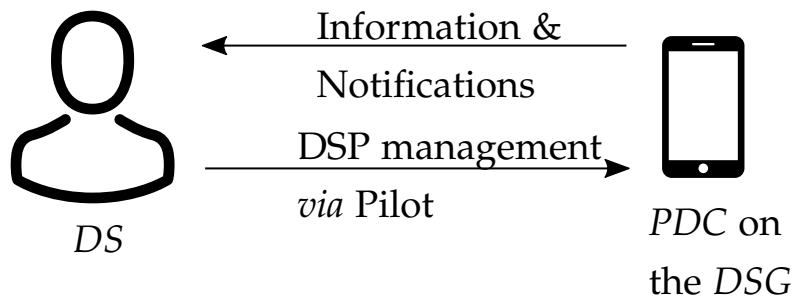 Information &
Notifications
DSP management
via Pilot
DS
PDC on
the DSG